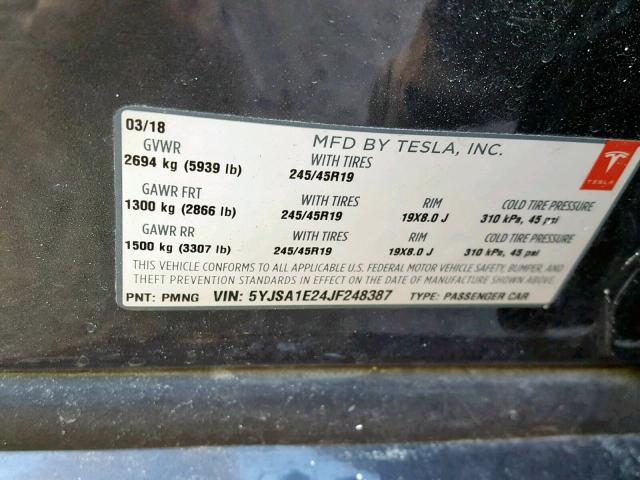 03/18
MFD BY TESLA, INC.
GVWR WITH TIRES
2694 kg (5939 lb) 245/45R19
TESLA
GAWR FRT WITH TIRES RIM COLD TIRE PRESSURE
1300 kg (2866 lb) 245/45R19 19X8.0 J 310 kPs, 45 psi
GAWR RR WITH TIRES RIM COLD TIRE PRESSURE
1500 kg (3307 lb) 245/45R19 19X8.0 J 310 kPs, 45 psi
THIS VEHICLE CONFORMS TO ALL APPLICABLE U.S. FEDERAL MOTOR VEHICLE SAFETY, BUMPER, AND
THEFT PREVENTION STANDARDS IN EFFECT ON THE DATE OF MANUFACTURE SHOWN ABOVE.
PNT: PMNG VIN: 5YJSA1E24JF248387 TYPE: PASSENGER CAR